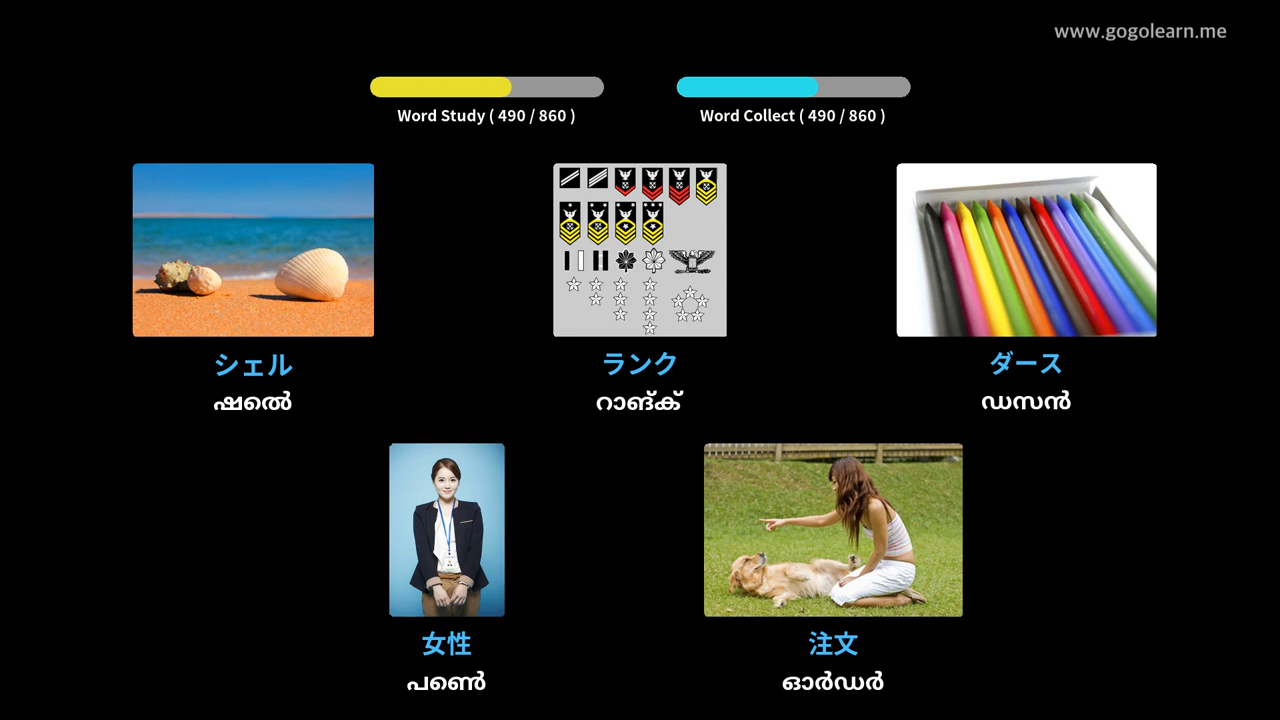 www.gogolearn.me
Word Study ( 490 / 860 )
Word Collect ( 490 / 860 )
シェル
ランク
ダース
ഷൽെ
റാങ്ക്
ഡസൻ
女性
注文
പൺെ
ഓർഡർ